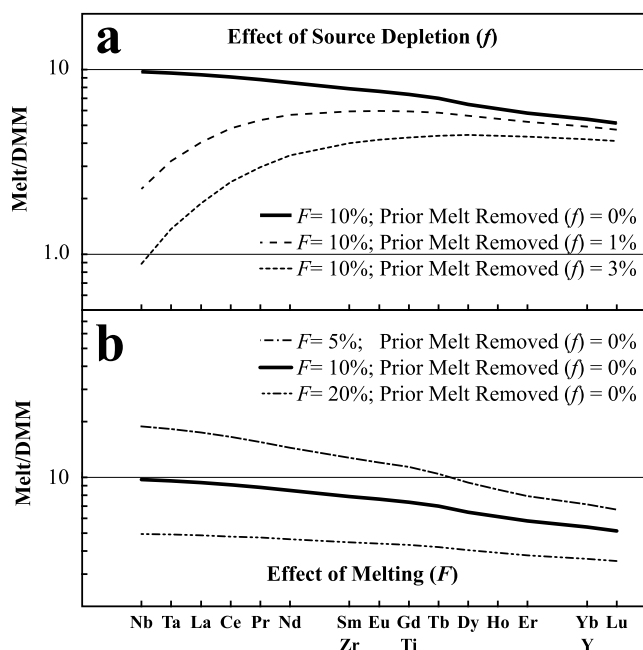 a
Effect of Source Depletion (f)
10
Melt/DMM
1.0
F= 10%; Prior Melt Removed (f) = 0%
F= 10%; Prior Melt Removed (f) = 1%
F= 10%; Prior Melt Removed (f) = 3%
b
F= 5%; Prior Melt Removed (f) = 0%
F= 10%; Prior Melt Removed (f) = 0%
F= 20%; Prior Melt Removed (f) = 0%
Melt/DMM
10
Effect of Melting (F)
Nb Ta La Ce Pr Nd Sm Eu Gd Tb Dy Ho Er Yb Lu
Zr Ti Y